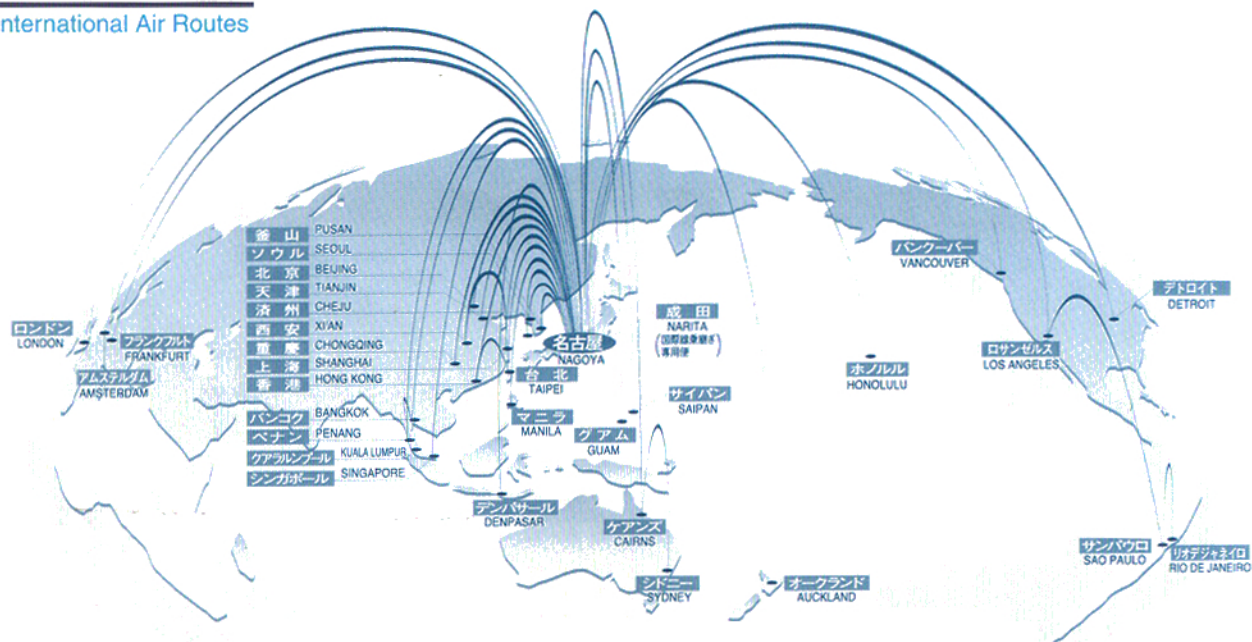 nternational Air Routes
釜山 PUSAN
ソウル SEOUL
北京 BEIJING
天津 TIANJIN
済州 CHEJU
西安 XI'AN
重慶 CHONGQING
上海 SHANGHAI
香港 HONG KONG
バンコク BANGKOK
ペナン PENANG
クアラルンプール KUALA LUMPUR
シンガポール SINGAPORE
ロンドン
LONDON
フランクフルト
FRANKFURT
アムステルダム
AMSTERDAM
名古屋
NAGOYA
台北
TAIPEI
マニラ
MANILA
グアム
GUAM
サイパン
SAIPAN
成田
NARITA
(国際線乗継ぎ
専用便)
デンパサール
DENPASAR
ケアンズ
CAIRNS
シドニー
SYDNEY
オークランド
AUCKLAND
ホノルル
HONOLULU
バンクーバー
VANCOUVER
ロサンゼルス
LOS ANGELES
デトロイト
DETROIT
サンパウロ
SAO PAULO
リオデジャネイロ
RIO DE JANEIRO